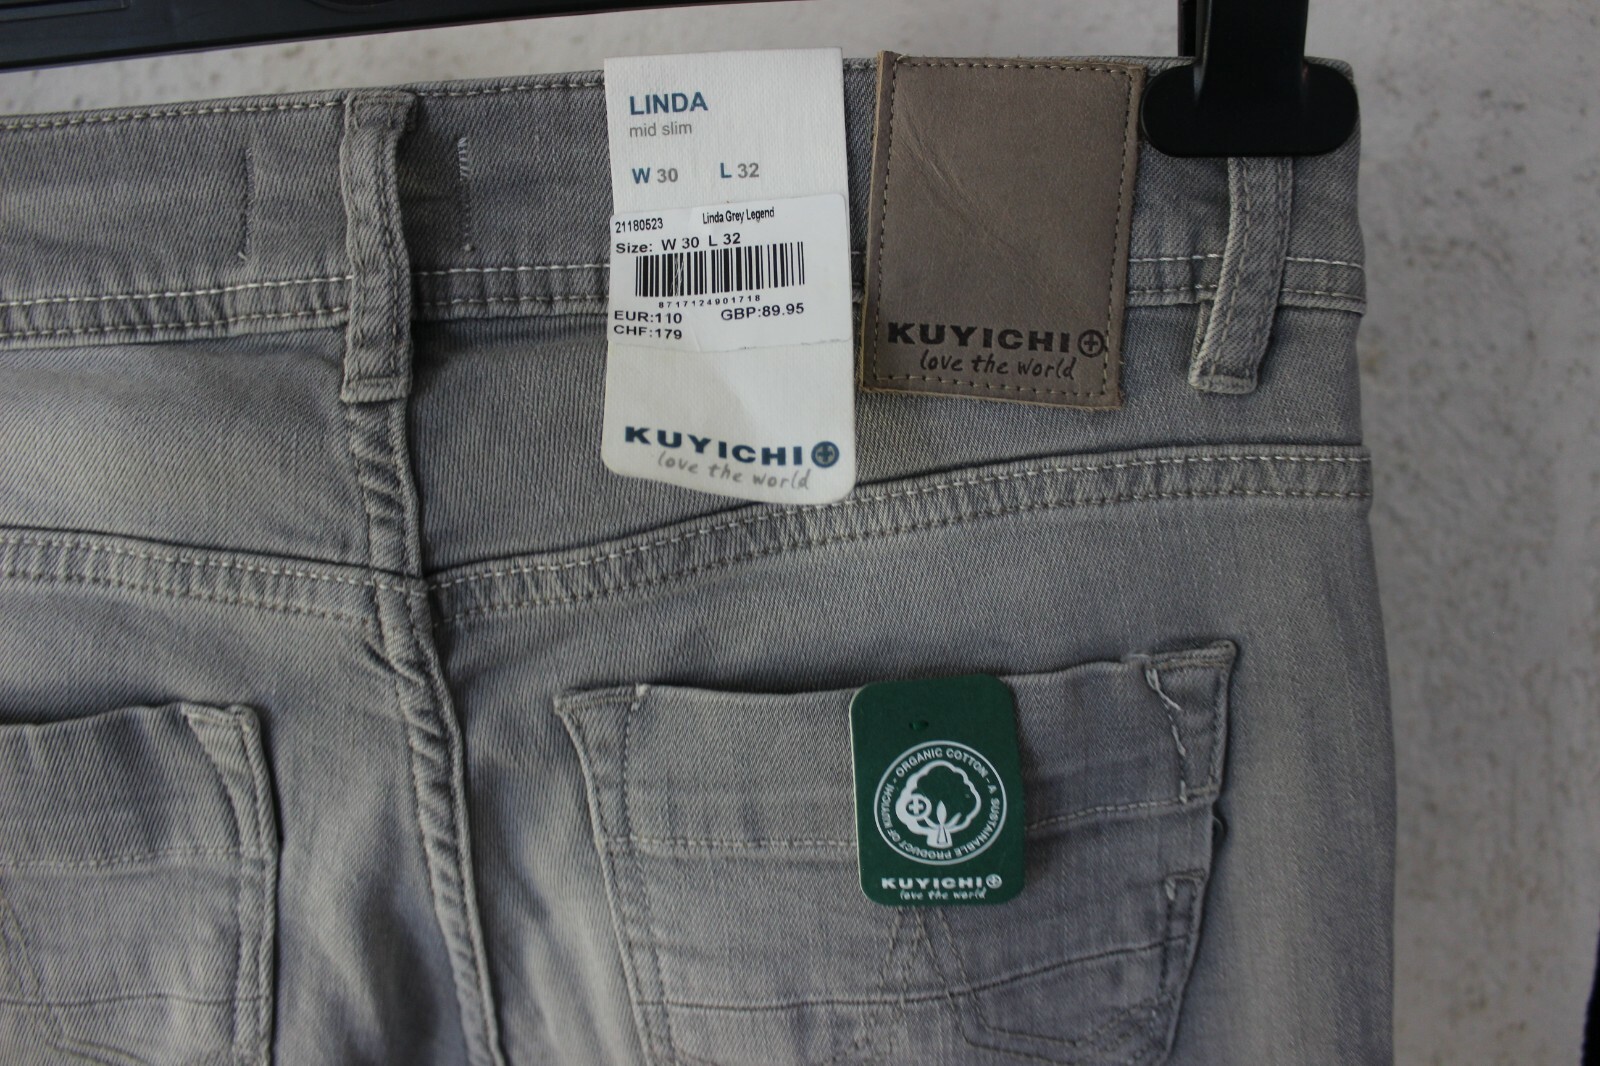 LINDA
mid slim
W 30 L 32
21180523 Linda Grey Legend
Size: W 30 L 32
8717124901718
EUR:110 GBP:89.95
CHF:179
KUYICHI
love the world
KUYICHI
love the world
ORGANIC COTTON - A SUSTAINABLE PRODUCT OF KUYICHI -
KUYICHI
love the world